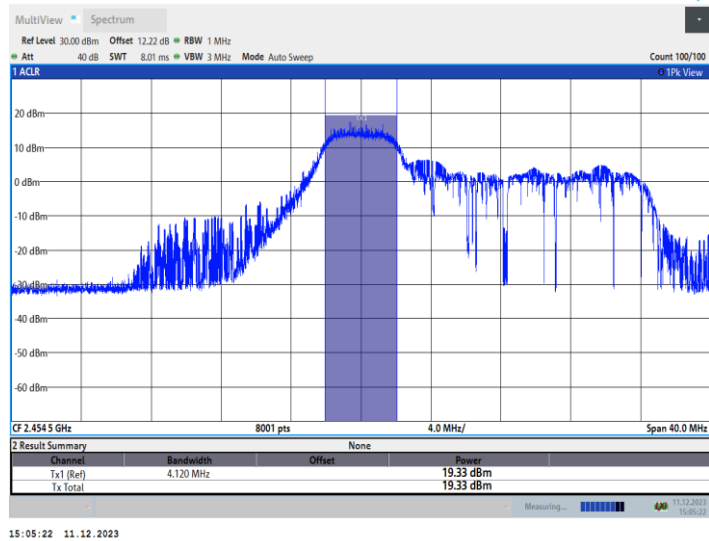 MultiView Spectrum
Ref Level 30.00 dBm Offset 12.22 dB RBW 1 MHz
Att 40 dB SWT 8.01 ms VBW 3 MHz Mode Auto Sweep Count 100/100
1 ACLR 1Pk View
Tx1
20 dBm
10 dBm
0 dBm
-10 dBm
-20 dBm
-30 dBm
-40 dBm
-50 dBm
-60 dBm
CF 2.454 5 GHz 8001 pts 4.0 MHz/ Span 40.0 MHz
2 Result Summary None
Channel Bandwidth Offset Power
Tx1 (Ref) 4.120 MHz 19.33 dBm
Tx Total 19.33 dBm
Measuring... 11.12.2023
15:05:22
15:05:22 11.12.2023